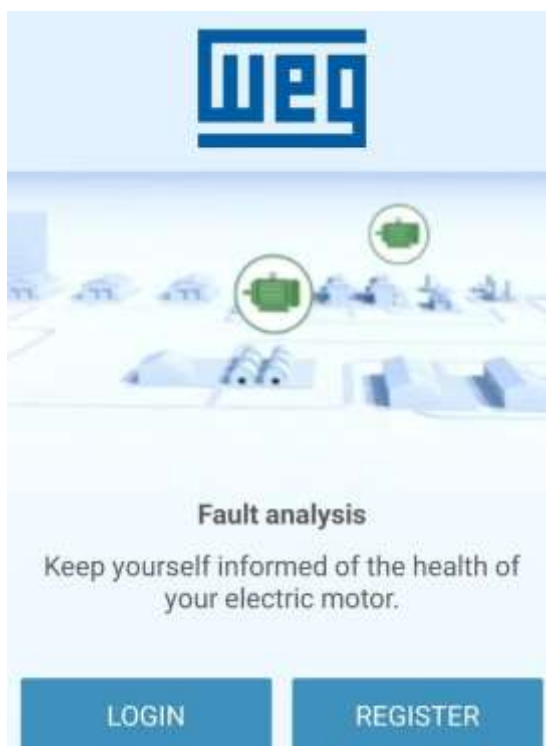 weg
Fault analysis
Keep yourself informed of the health of
your electric motor.
LOGIN
REGISTER